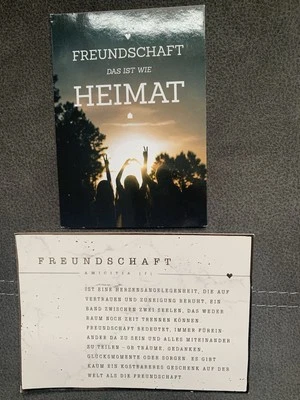 FREUNDSCHAFT
DAS IST WIE
HEIMAT
FREUNDSCHAFT
IST EINE HERZENSANGELEGENHEIT, DIE AUF
VERTRAUEN UND ZUNEIGUNG BERUHT, EIN
BAND ZWISCHEN ZWEI SEELEN, DAS WEDER
RAUM NOCH ZEIT TRENNEN KÖNNEN.
FREUNDSCHAFT BEDEUTET, IMMER FÜREIN-
ANDER DA ZU SEIN UND ALLES MITEINANDER
ZU TEILEN - OB TRÄUME, GEDANKEN,
GLÜCKSMOMENTE ODER SORGEN. ES GIBT
KAUM EIN KOSTBARERES GESCHENK AUF DER
WELT ALS DIE FREUNDSCHAFT.